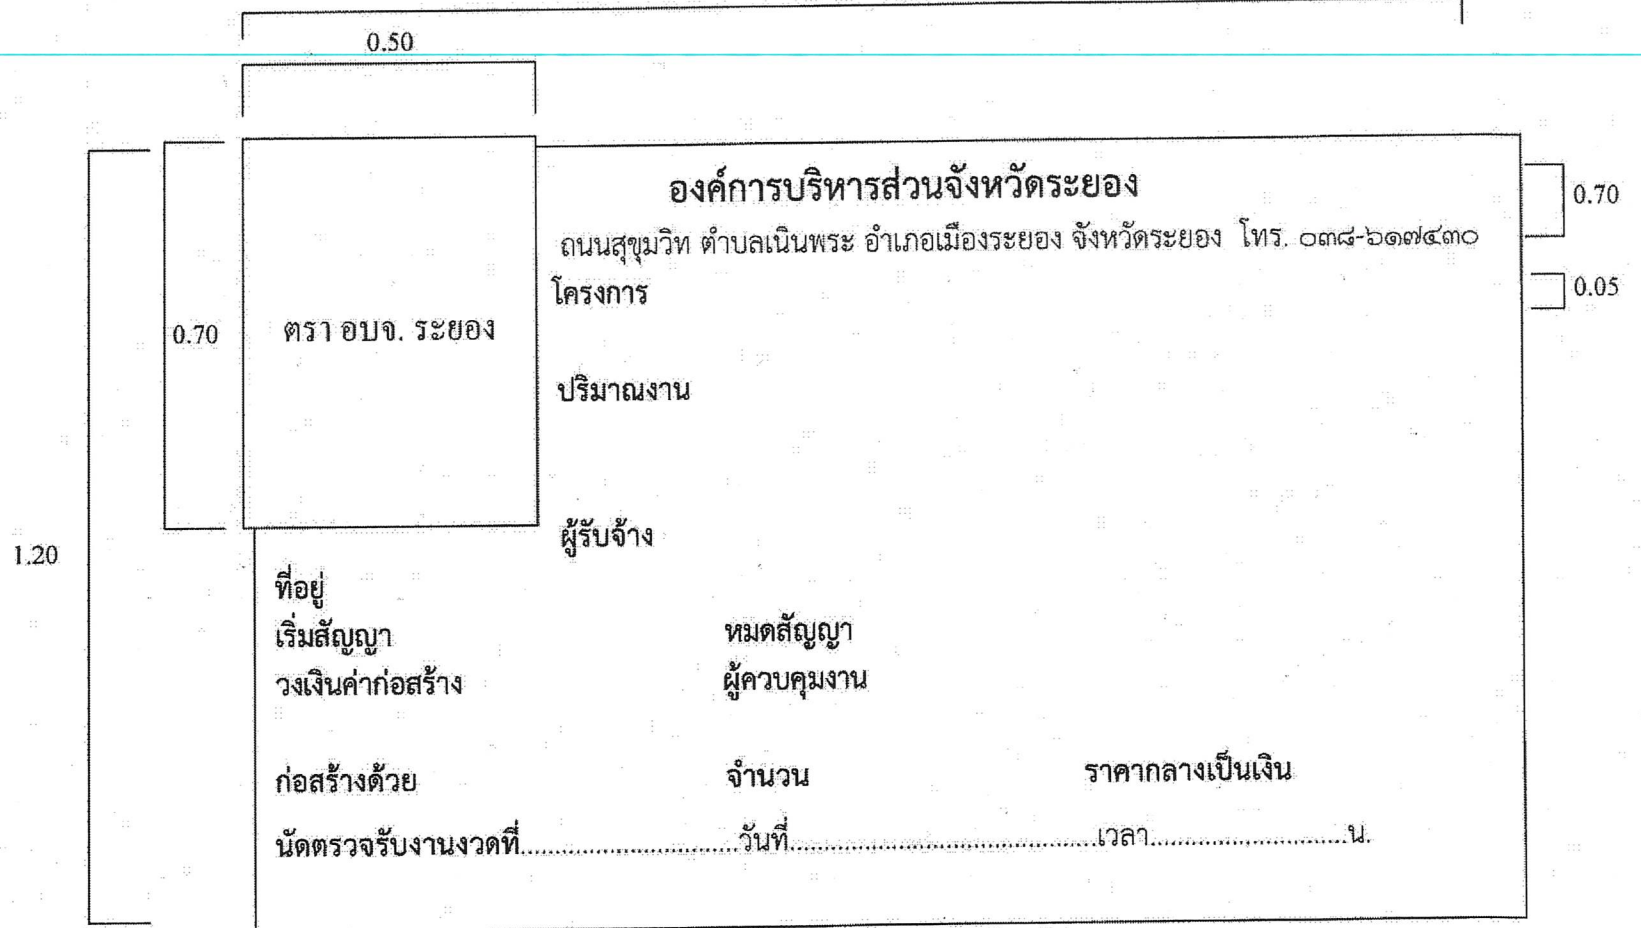 0.50
องค์การบริหารส่วนจังหวัดระยอง
0.70
ถนนสุขุมวิท ตำบลเนินพระ อำเภอเมืองระยอง จังหวัดระยอง โทร. ๐๓๘-๖๑๗๔๓๐
โครงการ
0.05
0.70
ตรา อบจ. ระยอง
ปริมาณงาน
ผู้รับจ้าง
1.20
ที่อยู่
เริ่มสัญญา หมดสัญญา
วงเงินค่าก่อสร้าง ผู้ควบคุมงาน
ก่อสร้างด้วย จำนวน ราคากลางเป็นเงิน
นัดตรวจรับงานงวดที่..............................วันที่..........................................เวลา...........................น.